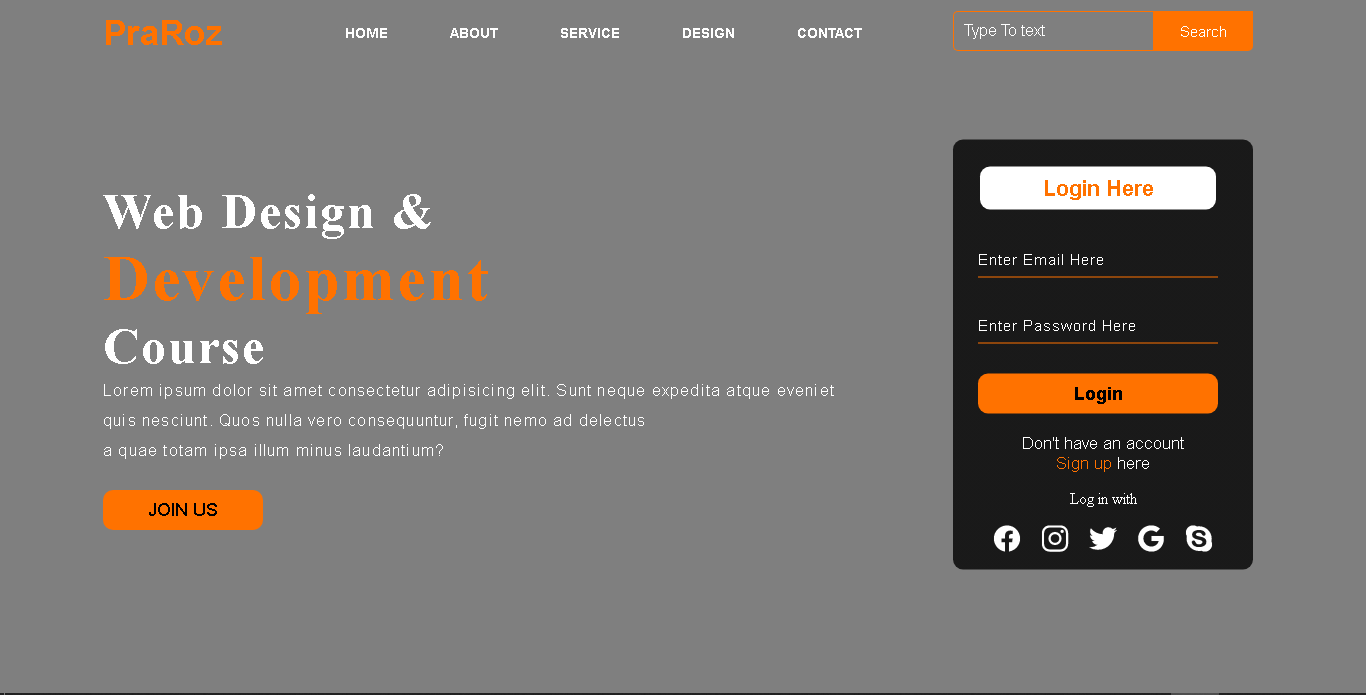 PraRoz
HOME ABOUT SERVICE DESIGN CONTACT
Type To text
Search
Web Design &
Development
Course
Lorem ipsum dolor sit amet consectetur adipisicing elit. Sunt neque expedita atque eveniet
quis nesciunt. Quos nulla vero consequuntur, fugit nemo ad delectus
a quae totam ipsa illum minus laudantium?
JOIN US
Login Here
Enter Email Here
Enter Password Here
Login
Don't have an account
Sign up here
Log in with